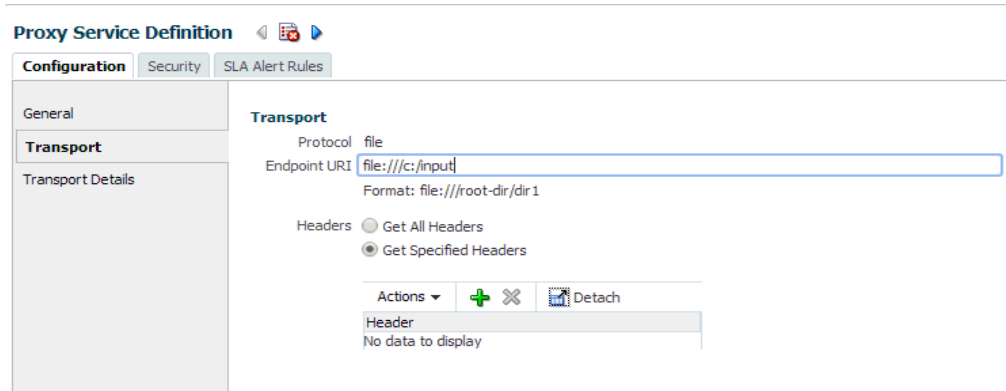 Proxy Service Definition
Configuration Security SLA Alert Rules
General
Transport
Transport Details
Transport
Protocol file
Endpoint URI file:///c:/input
Format: file:///root-dir/dir1
Headers Get All Headers
Get Specified Headers
Actions Detach
Header
No data to display